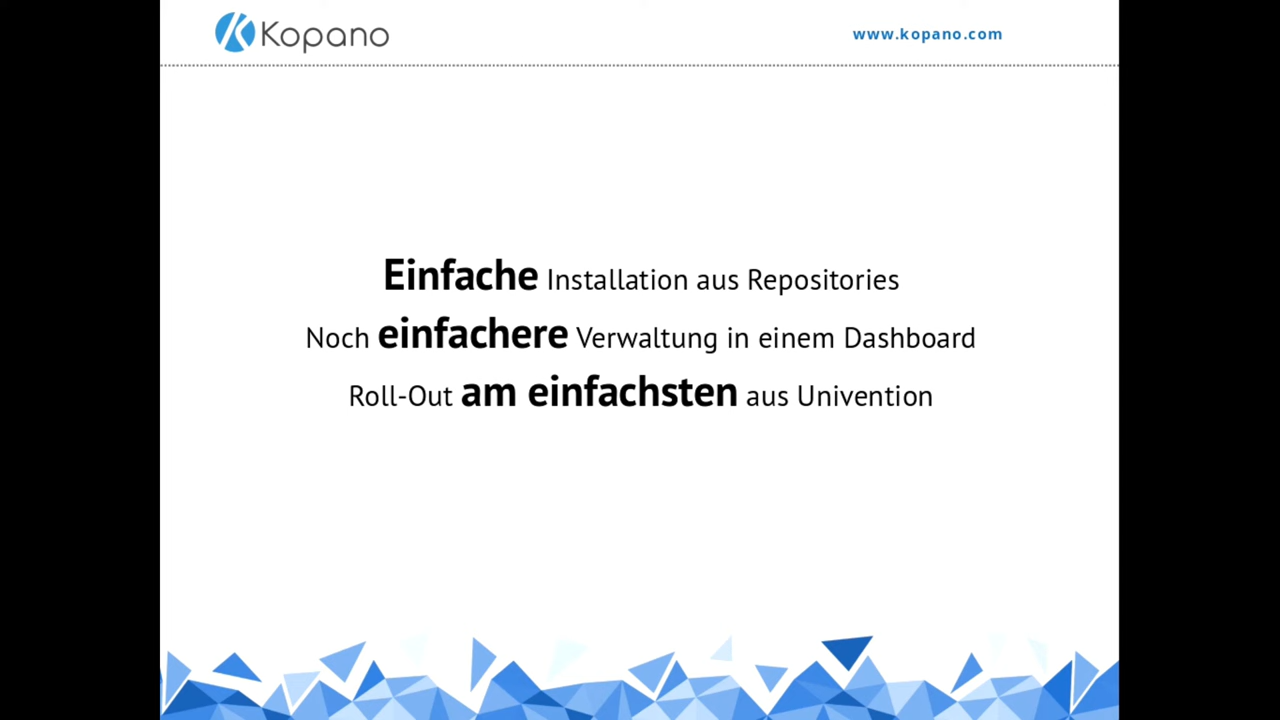 Kopano
www.kopano.com
Einfache Installation aus Repositories
Noch einfachere Verwaltung in einem Dashboard
Roll-Out am einfachsten aus Univention